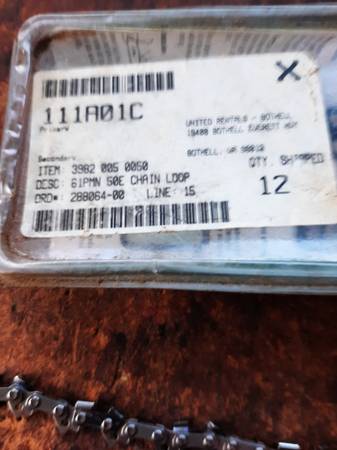 111A01C
Primary
UNITED RENTALS - BOTHELL
18400 BOTHELL EVERETT HWY
BOTHELL, WA 98012
Secondary
ITEM: 3982 005 0050
QTY. SHIPPED
DESC: 61PMN 50E CHAIN LOOP
12
ORD#: 288064-00 LINE: 15